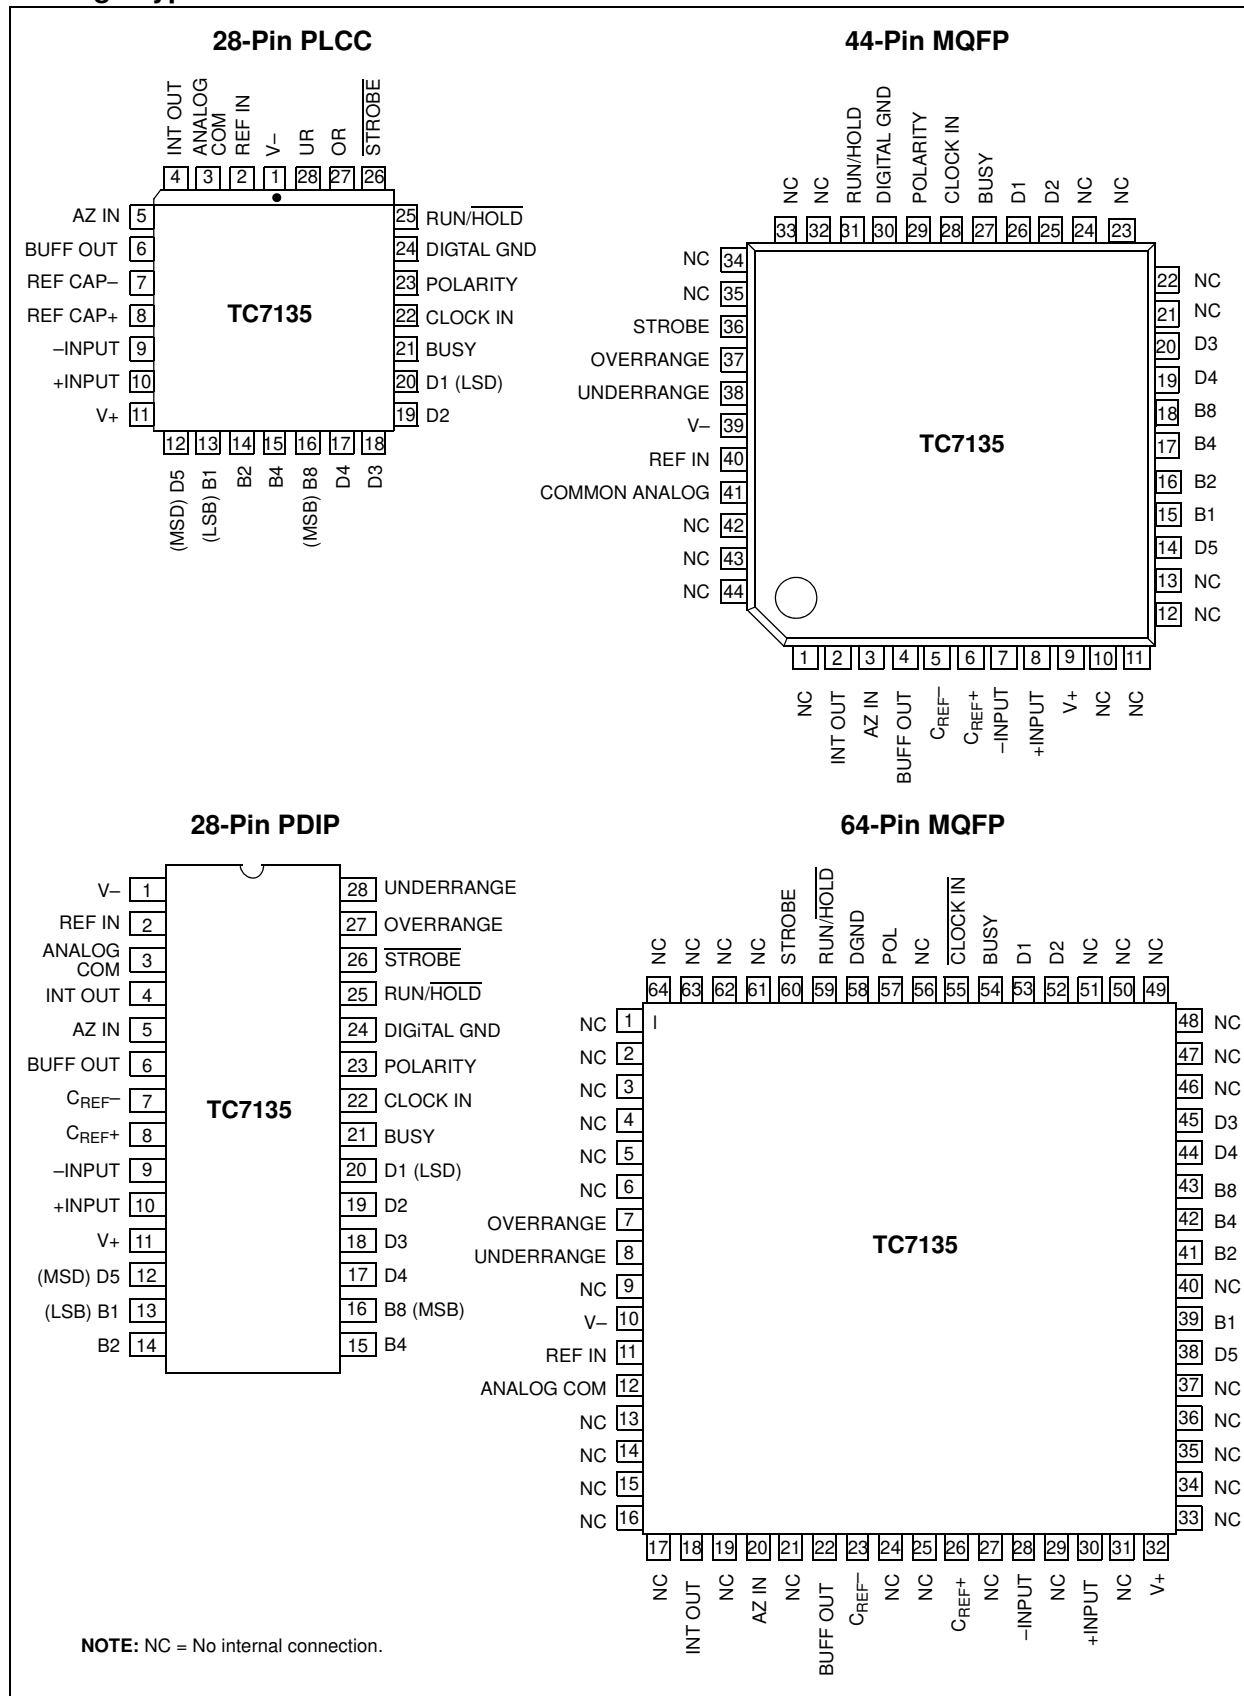 28-Pin PLCC
INT OUT
ANALOG
COM
REF IN
V–
UR
OR
STROBE
4 3 2 1 28 27 26
AZ IN 5
BUFF OUT 6
REF CAP– 7
REF CAP+ 8
–INPUT 9
+INPUT 10
V+ 11
TC7135
25 RUN/HOLD
24 DIGTAL GND
23 POLARITY
22 CLOCK IN
21 BUSY
20 D1 (LSD)
19 D2
12 13 14 15 16 17 18
(MSD) D5
(LSB) B1
B2
B4
(MSB) B8
D4
D3
44-Pin MQFP
NC
NC
RUN/HOLD
DIGITAL GND
POLARITY
CLOCK IN
BUSY
D1
D2
NC
NC
33 32 31 30 29 28 27 26 25 24 23
NC 34
NC 35
STROBE 36
OVERRANGE 37
UNDERRANGE 38
V– 39
REF IN 40
COMMON ANALOG 41
NC 42
NC 43
NC 44
TC7135
22 NC
21 NC
20 D3
19 D4
18 B8
17 B4
16 B2
15 B1
14 D5
13 NC
12 NC
1 2 3 4 5 6 7 8 9 10 11
NC
INT OUT
AZ IN
BUFF OUT
CREF–
CREF+
–INPUT
+INPUT
V+
NC
NC
28-Pin PDIP
V– 1
REF IN 2
ANALOG
COM 3
INT OUT 4
AZ IN 5
BUFF OUT 6
CREF– 7
CREF+ 8
–INPUT 9
+INPUT 10
V+ 11
(MSD) D5 12
(LSB) B1 13
B2 14
TC7135
28 UNDERRANGE
27 OVERRANGE
26 STROBE
25 RUN/HOLD
24 DIGiTAL GND
23 POLARITY
22 CLOCK IN
21 BUSY
20 D1 (LSD)
19 D2
18 D3
17 D4
16 B8 (MSB)
15 B4
64-Pin MQFP
NC
NC
NC
NC
STROBE
RUN/HOLD
DGND
POL
NC
CLOCK IN
BUSY
D1
D2
NC
NC
NC
64 63 62 61 60 59 58 57 56 55 54 53 52 51 50 49
NC 1 I
NC 2
NC 3
NC 4
NC 5
NC 6
OVERRANGE 7
UNDERRANGE 8
NC 9
V– 10
REF IN 11
ANALOG COM 12
NC 13
NC 14
NC 15
NC 16
TC7135
48 NC
47 NC
46 NC
45 D3
44 D4
43 B8
42 B4
41 B2
40 NC
39 B1
38 D5
37 NC
36 NC
35 NC
34 NC
33 NC
17 18 19 20 21 22 23 24 25 26 27 28 29 30 31 32
NC
INT OUT
NC
AZ IN
NC
BUFF OUT
CREF–
NC
NC
CREF+
NC
–INPUT
NC
+INPUT
NC
V+
NOTE: NC = No internal connection.